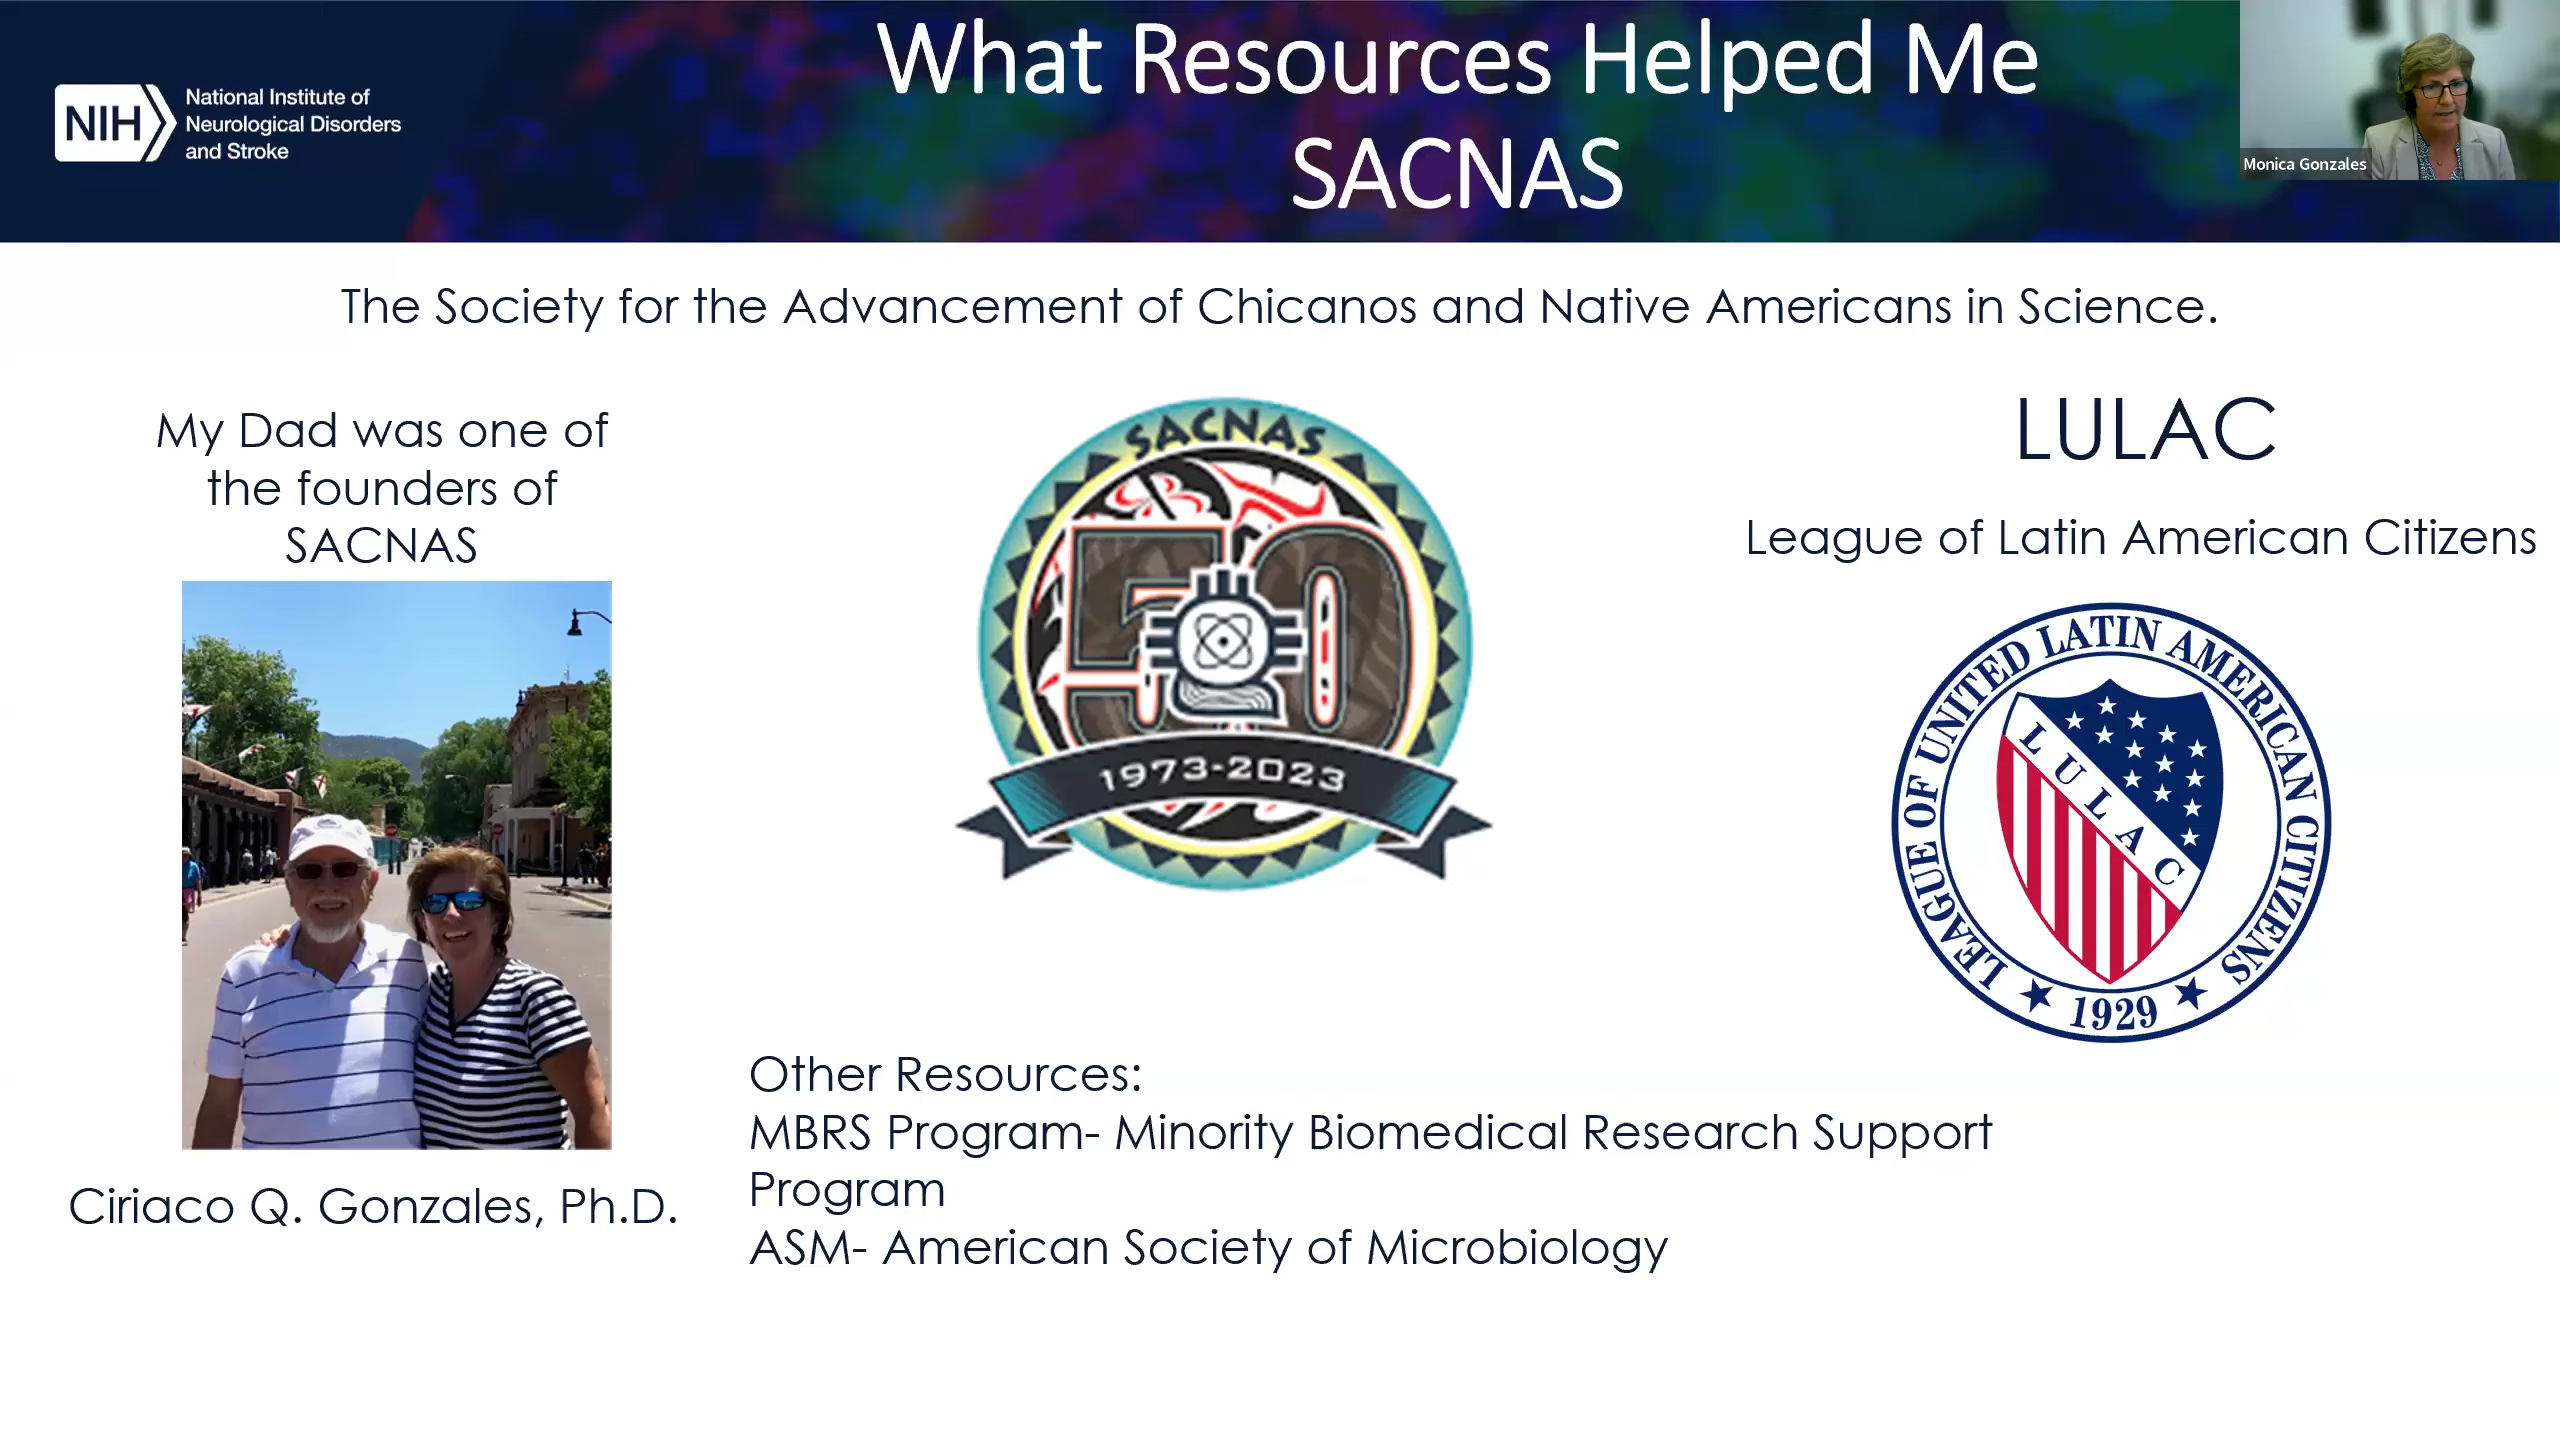 What Resources Helped Me
SACNAS
NIH
National Institute of
Neurological Disorders
and Stroke
Monica Gonzales
The Society for the Advancement of Chicanos and Native Americans in Science.
My Dad was one of
the founders of
SACNAS
Ciriaco Q. Gonzales, Ph.D.
SACNAS
50
1973-2023
LULAC
League of Latin American Citizens
LEAGUE OF UNITED LATIN AMERICAN CITIZENS
LULAC
1929
Other Resources:
MBRS Program- Minority Biomedical Research Support
Program
ASM- American Society of Microbiology